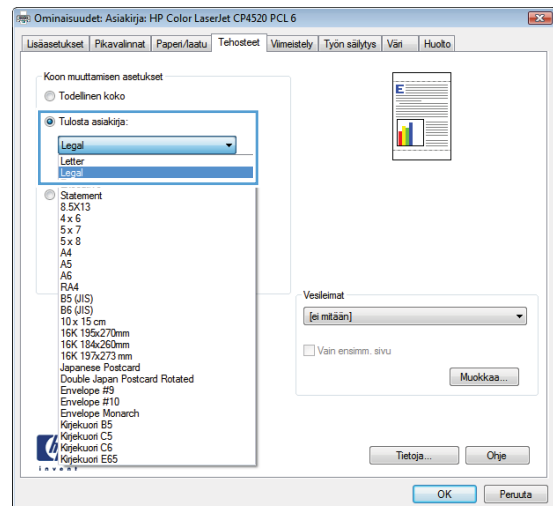 Ominaisuudet: Asiakirja: HP Color LaserJet CP4520 PCL 6
Lisäasetukset Pikavalinnat Paperi/laatu Tehosteet Viimeistely Työn säilytys Väri Huolto
Koon muuttamisen asetukset
Todellinen koko
Tulosta asiakirja:
Legal
Letter
Legal
Statement
8.5X13
4 x 6
5 x 7
5 x 8
A4
A5
A6
RA4
B5 (JIS)
B6 (JIS)
10 x 15 cm
16K 195x270mm
16K 184x260mm
16K 197x273 mm
Japanese Postcard
Double Japan Postcard Rotated
Envelope #9
Envelope #10
Envelope Monarch
Kirjekuori B5
Kirjekuori C5
Kirjekuori C6
Kirjekuori E65
E
Vesileimat
[ei mitään]
Vain ensimm. sivu
Muokkaa...
invent
Tietoja... Ohje
OK Peruuta